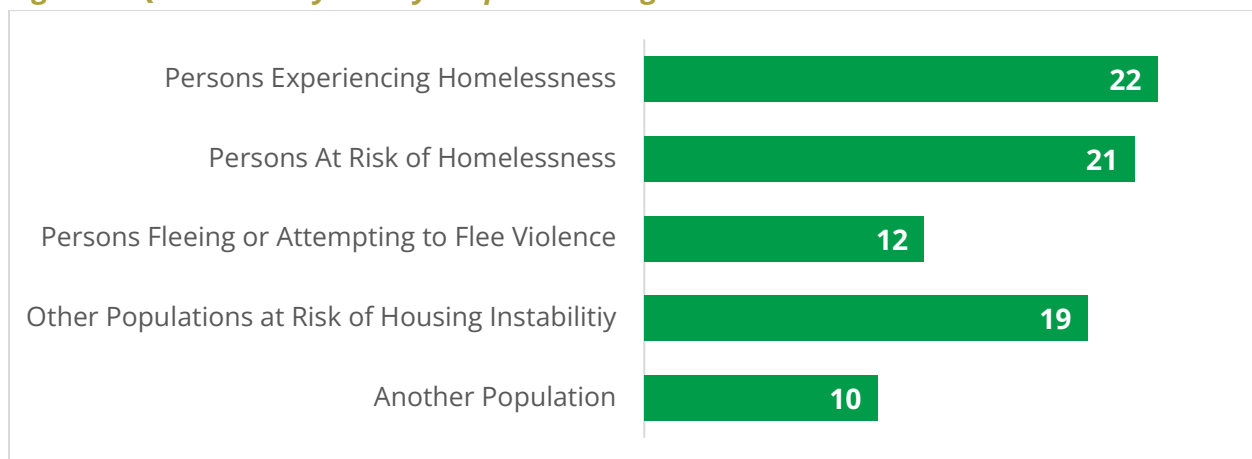 Persons Experiencing Homelessness 22
Persons At Risk of Homelessness 21
Persons Fleeing or Attempting to Flee Violence 12
Other Populations at Risk of Housing Instabilitiy 19
Another Population 10